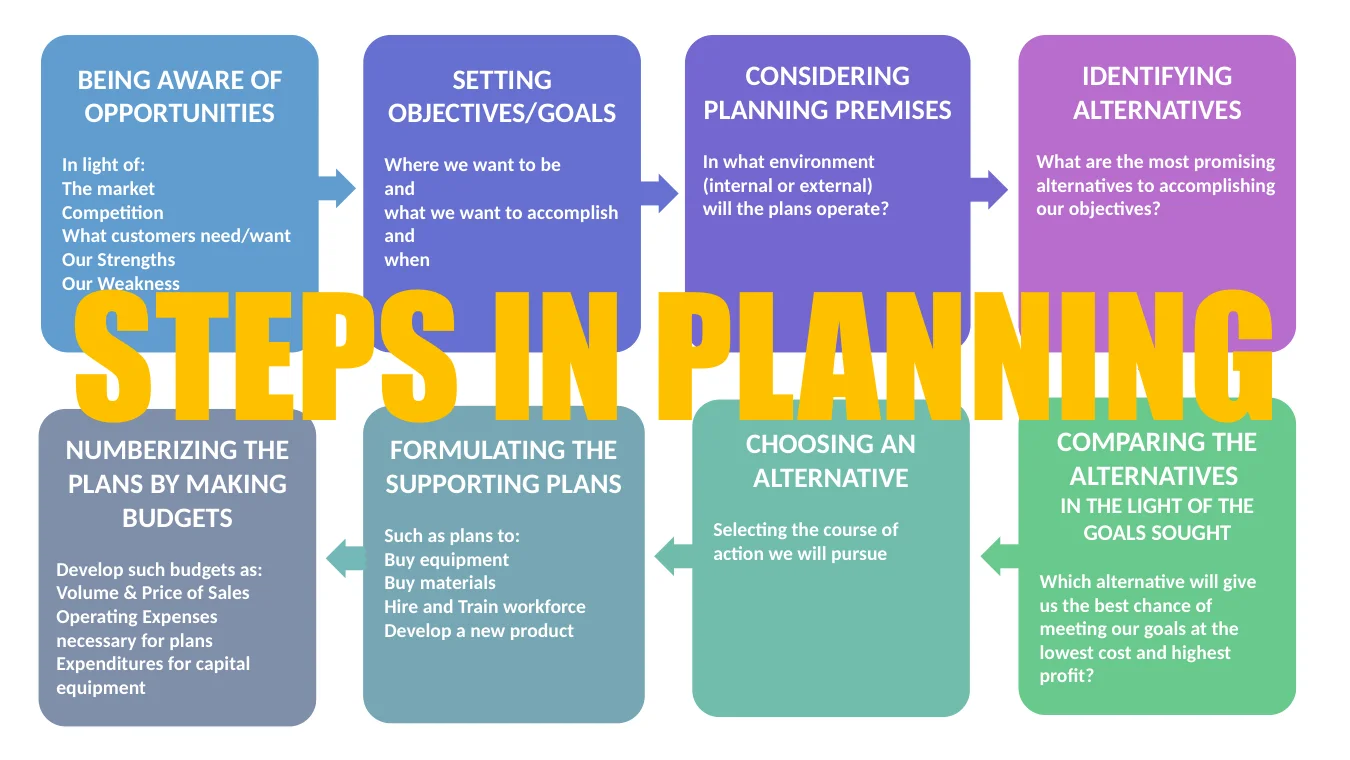 BEING AWARE OF
OPPORTUNITIES
In light of:
The market
Competition
What customers need/want
Our Strengths
Our Weakness
SETTING
OBJECTIVES/GOALS
Where we want to be
and
what we want to accomplish
and
when
CONSIDERING
PLANNING PREMISES
In what environment
(internal or external)
will the plans operate?
IDENTIFYING
ALTERNATIVES
What are the most promising
alternatives to accomplishing
our objectives?
STEPS IN PLANNING
NUMBERIZING THE
PLANS BY MAKING
BUDGETS
Develop such budgets as:
Volume & Price of Sales
Operating Expenses
necessary for plans
Expenditures for capital
equipment
FORMULATING THE
SUPPORTING PLANS
Such as plans to:
Buy equipment
Buy materials
Hire and Train workforce
Develop a new product
CHOOSING AN
ALTERNATIVE
Selecting the course of
action we will pursue
COMPARING THE
ALTERNATIVES
IN THE LIGHT OF THE
GOALS SOUGHT
Which alternative will give
us the best chance of
meeting our goals at the
lowest cost and highest
profit?